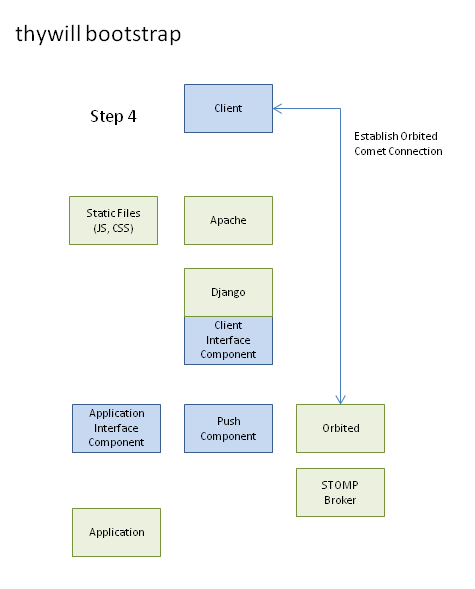 thywill bootstrap
Step 4
Client
Establish Orbited
Comet Connection
Static Files
(JS, CSS)
Apache
Django
Client
Interface
Component
Application
Interface
Component
Push
Component
Orbited
STOMP
Broker
Application